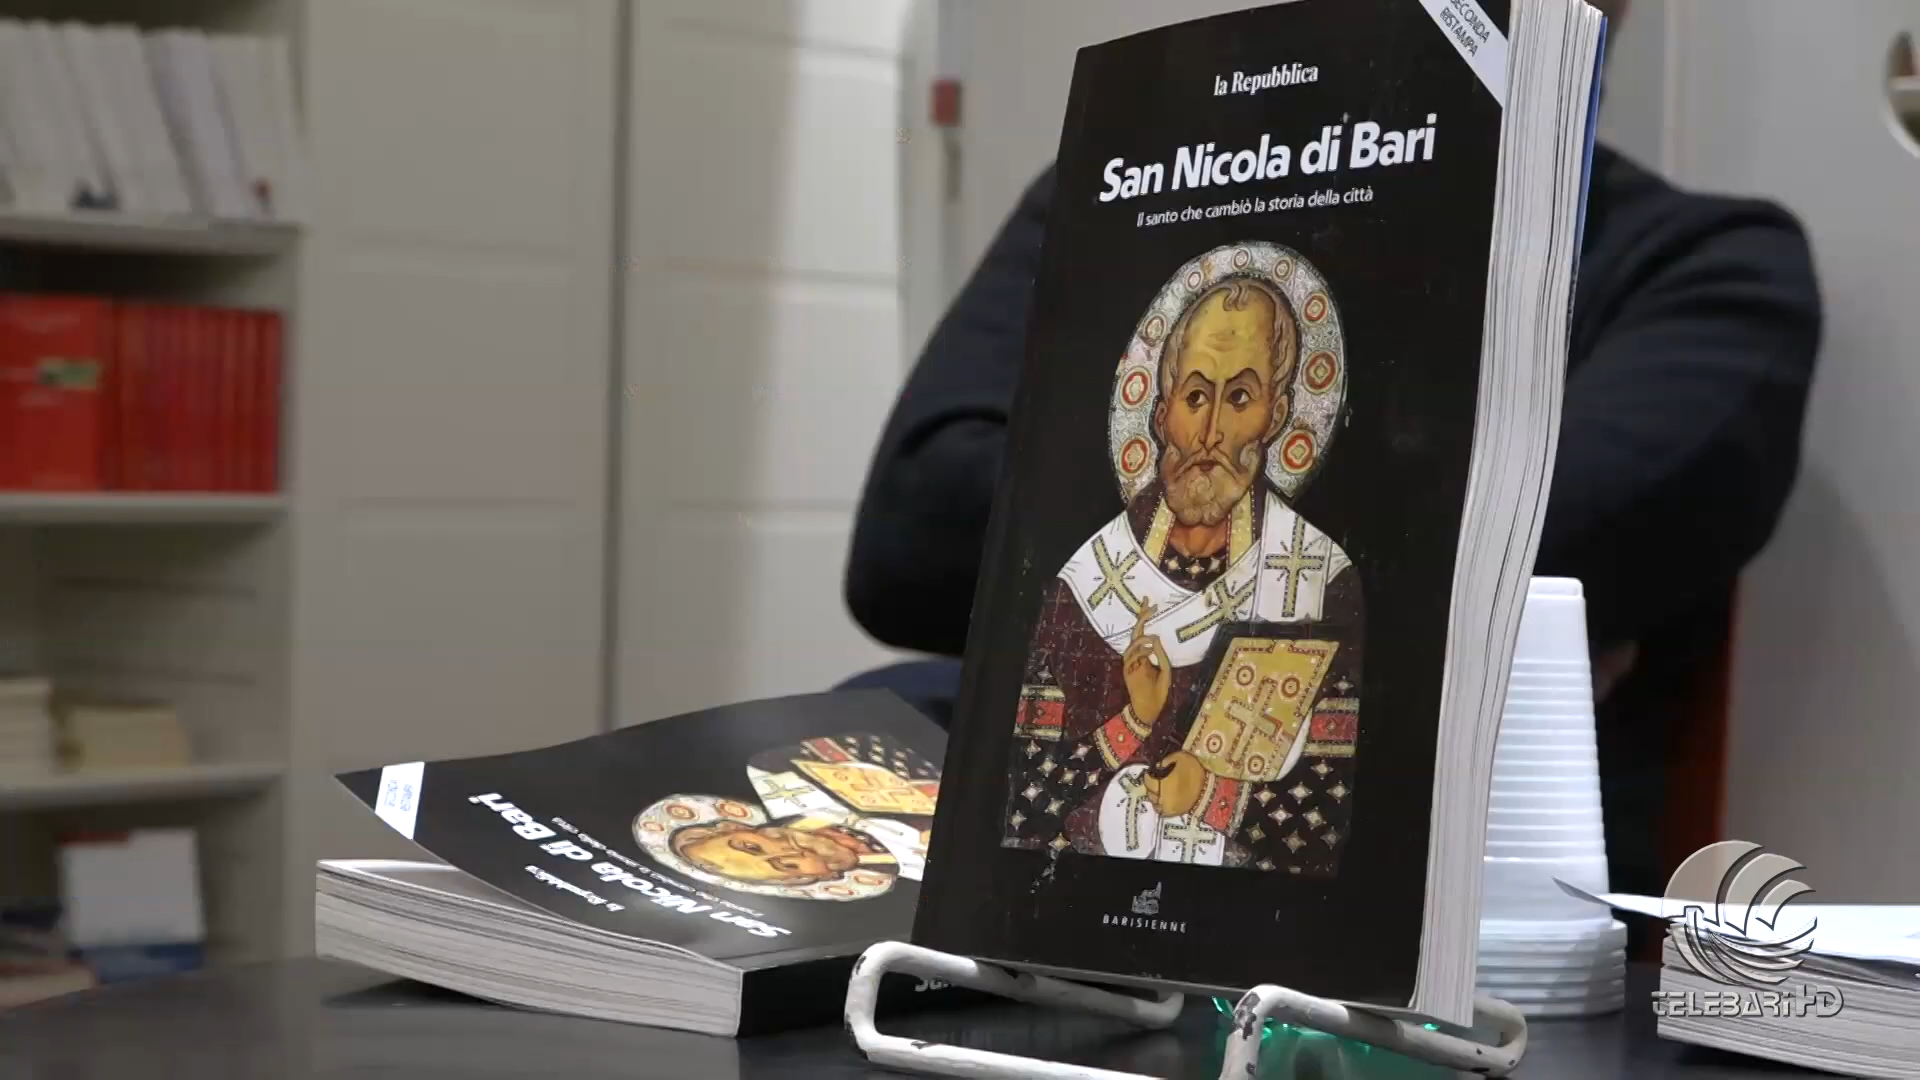 SECONDA
RISTAMPA
la Repubblica
San Nicola di Bari
Il santo che cambiò la storia della città
BARISIENNE
la Repubblica
San Nicola di Bari
TELEBARI HD